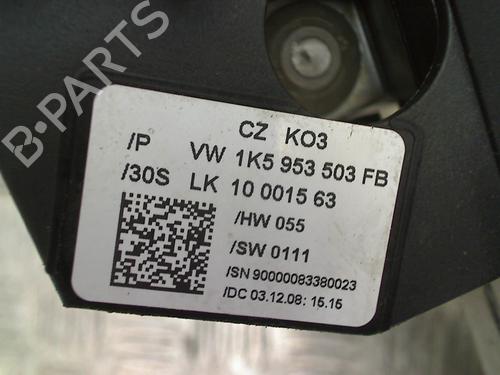 B-PARTS
CZ KO3
/P VW 1K5 953 503 FB
/30S LK 10 0015 63
/HW 055
/SW 0111
/SN 90000083380023
/DC 03.12.08: 15.15